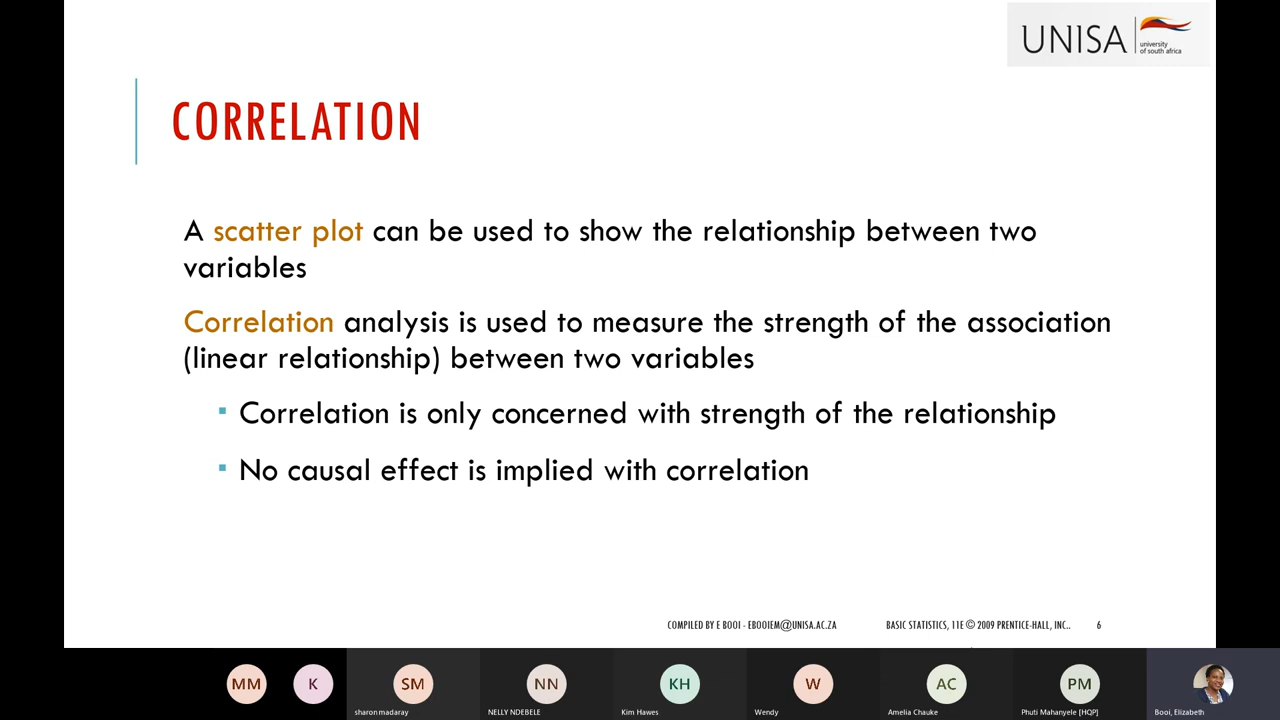 UNISA
university
of south africa
CORRELATION
A scatter plot can be used to show the relationship between two
variables
Correlation analysis is used to measure the strength of the association
(linear relationship) between two variables
▪ Correlation is only concerned with strength of the relationship
▪ No causal effect is implied with correlation
COMPILED BY E BOOI - EBOOIEM@UNISA.AC.ZA BASIC STATISTICS, 11E © 2009 PRENTICE-HALL, INC.. 6
MM K SM NN KH W AC PM
sharon madaray NELLY NDEBELE Kim Hawes Wendy Amelia Chauke Phuti Mahanyele [HQP] Booi, Elizabeth